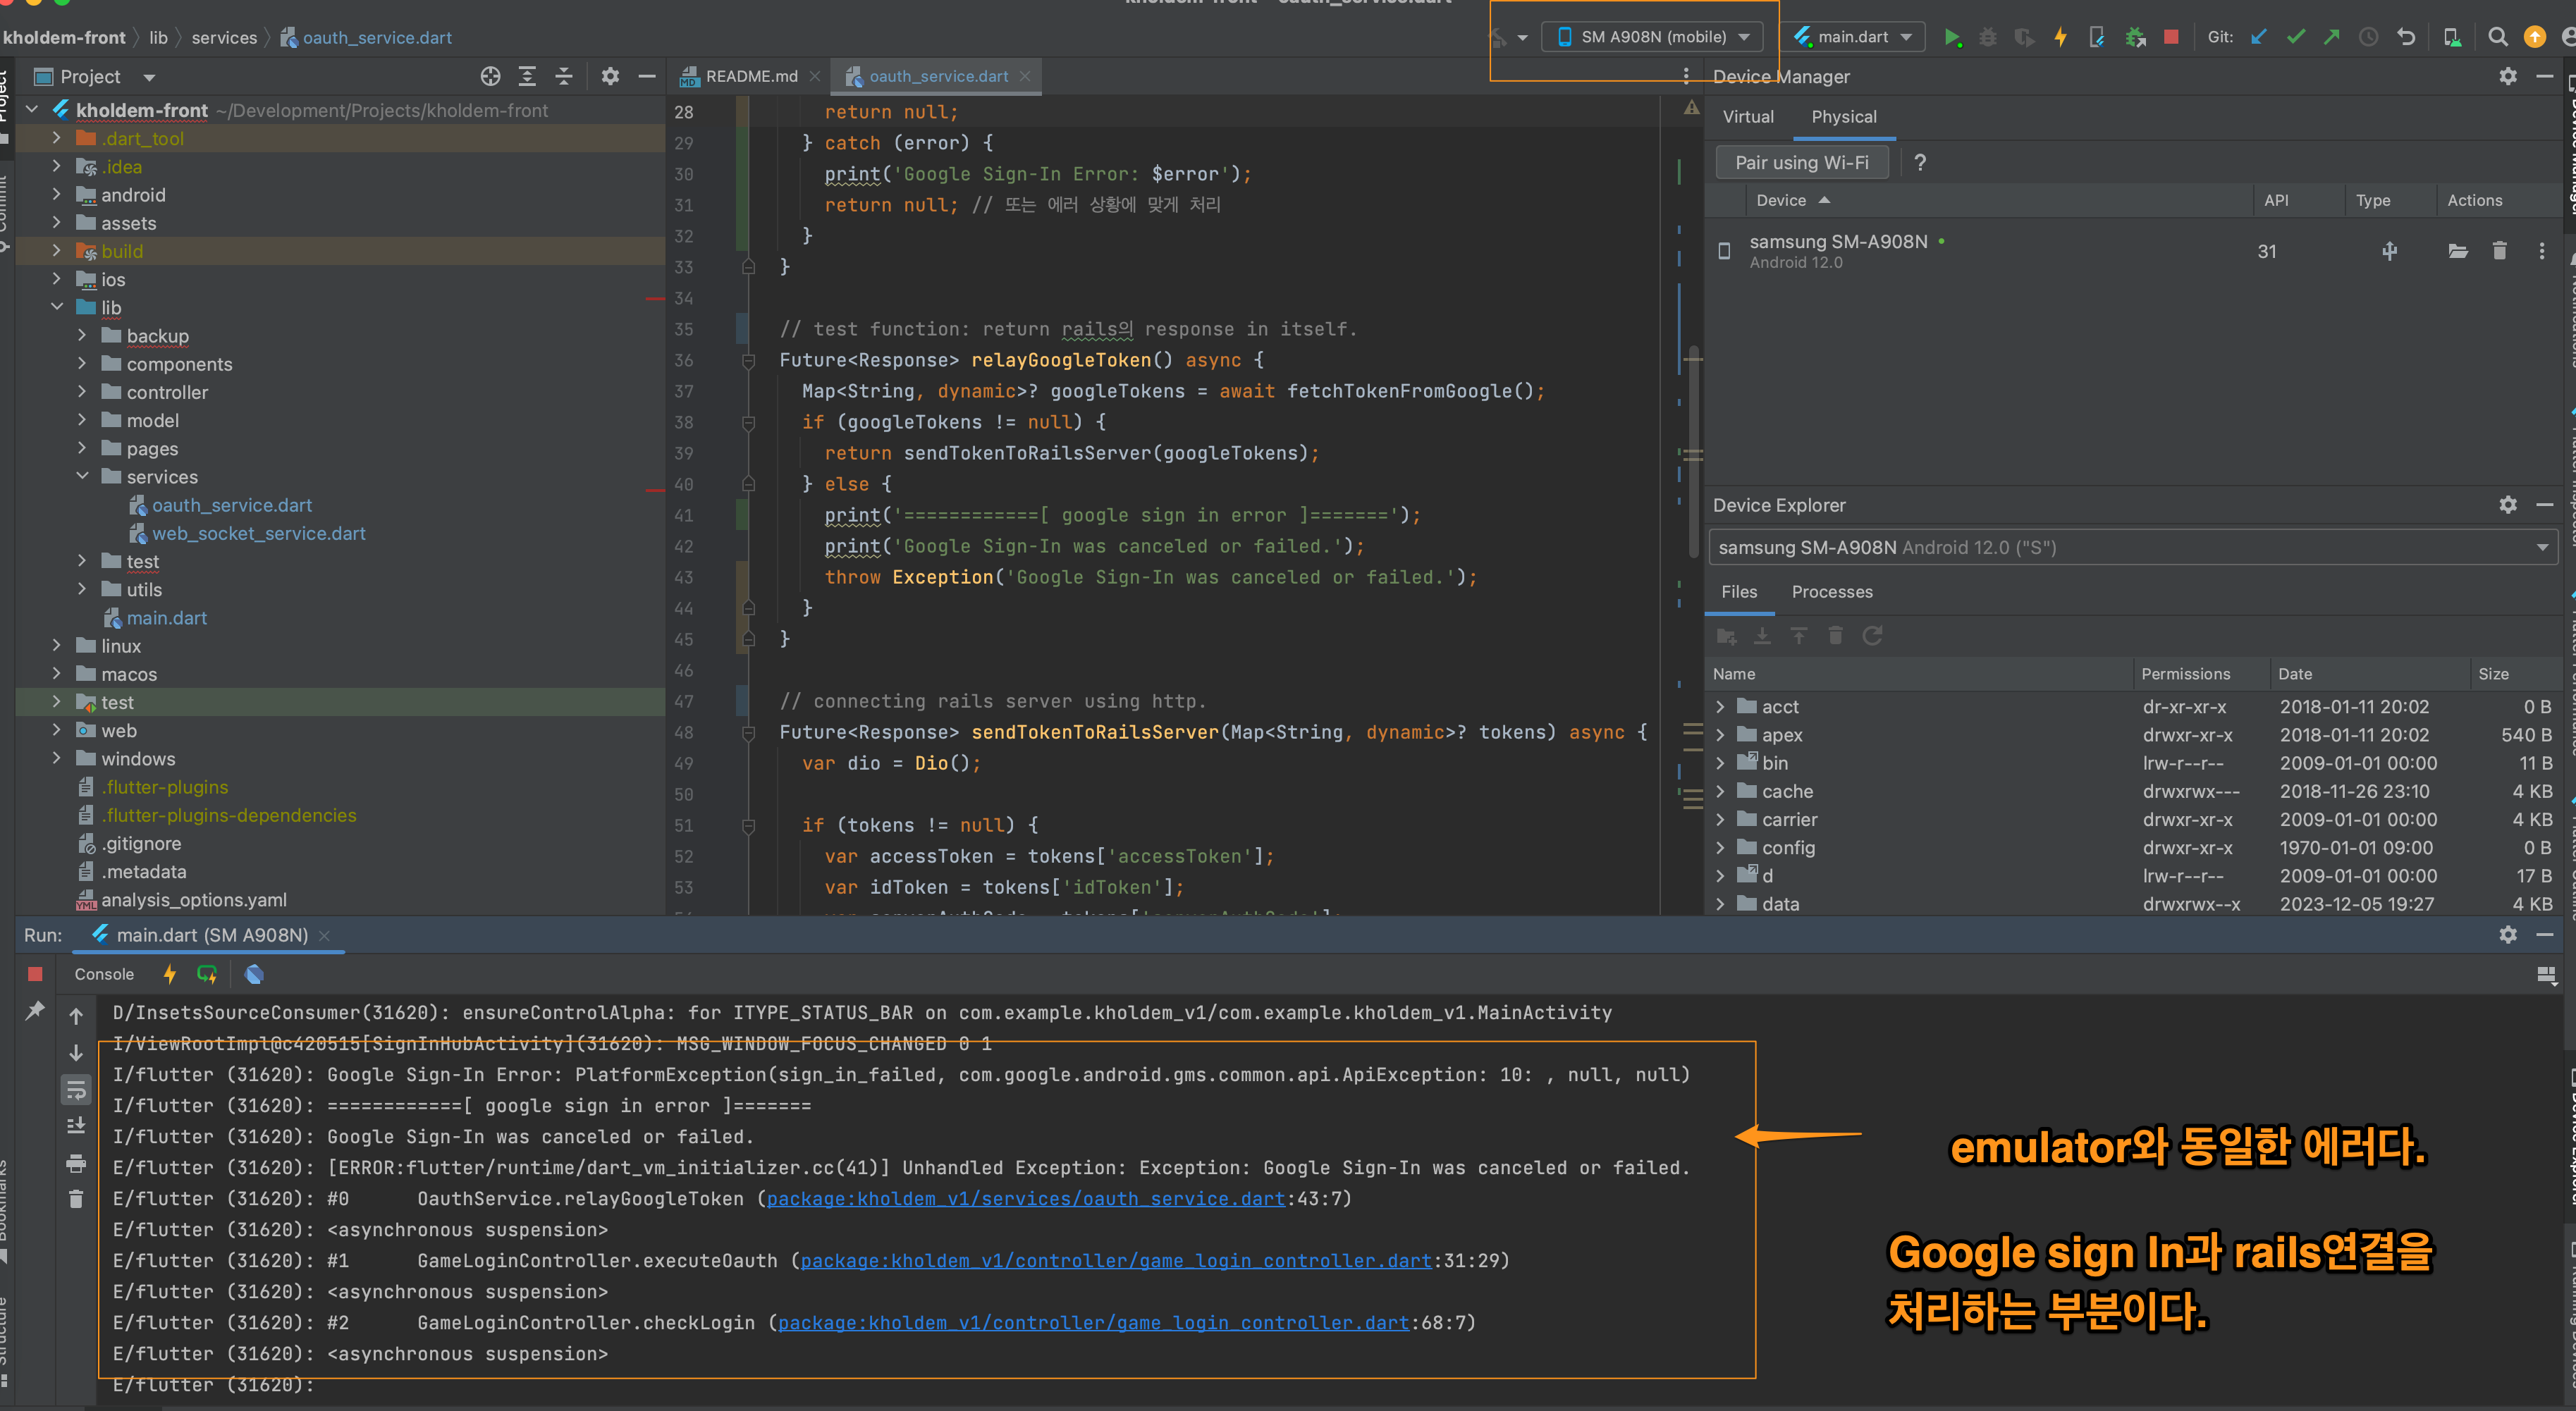 kholdem-front – oauth_service.dart
kholdem-front lib services oauth_service.dart
SM A908N (mobile) main.dart Git:
Project
README.md oauth_service.dart
Device Manager
kholdem-front ~/Development/Projects/kholdem-front
.dart_tool
.idea
android
assets
build
ios
lib
backup
components
controller
model
pages
services
oauth_service.dart
web_socket_service.dart
test
utils
main.dart
linux
macos
test
web
windows
.flutter-plugins
.flutter-plugins-dependencies
.gitignore
.metadata
analysis_options.yaml
28 return null;
29 } catch (error) {
30 print('Google Sign-In Error: $error');
31 return null; // 또는 에러 상황에 맞게 처리
32 }
33 }
34
35 // test function: return rails의 response in itself.
36 Future<Response> relayGoogleToken() async {
37 Map<String, dynamic>? googleTokens = await fetchTokenFromGoogle();
38 if (googleTokens != null) {
39 return sendTokenToRailsServer(googleTokens);
40 } else {
41 print('============[ google sign in error ]=======');
42 print('Google Sign-In was canceled or failed.');
43 throw Exception('Google Sign-In was canceled or failed.');
44 }
45 }
46
47 // connecting rails server using http.
48 Future<Response> sendTokenToRailsServer(Map<String, dynamic>? tokens) async {
49 var dio = Dio();
50
51 if (tokens != null) {
52 var accessToken = tokens['accessToken'];
53 var idToken = tokens['idToken'];
Virtual Physical
Pair using Wi-Fi ?
Device API Type Actions
samsung SM-A908N 31
Android 12.0
Device Explorer
samsung SM-A908N Android 12.0 ("S")
Files Processes
Name Permissions Date Size
acct dr-xr-xr-x 2018-01-11 20:02 0 B
apex drwxr-xr-x 2018-01-11 20:02 540 B
bin lrw-r--r-- 2009-01-01 00:00 11 B
cache drwxrwx--- 2018-11-26 23:10 4 KB
carrier drwxr-xr-x 2009-01-01 00:00 4 KB
config drwxr-xr-x 1970-01-01 09:00 0 B
d lrw-r--r-- 2009-01-01 00:00 17 B
data drwxrwx--x 2023-12-05 19:27 4 KB
Run: main.dart (SM A908N)
Console
D/InsetsSourceConsumer(31620): ensureControlAlpha: for ITYPE_STATUS_BAR on com.example.kholdem_v1/com.example.kholdem_v1.MainActivity
I/ViewRootImpl@c420515[SignInHubActivity](31620): MSG_WINDOW_FOCUS_CHANGED 0 1
I/flutter (31620): Google Sign-In Error: PlatformException(sign_in_failed, com.google.android.gms.common.api.ApiException: 10: , null, null)
I/flutter (31620): ============[ google sign in error ]=======
I/flutter (31620): Google Sign-In was canceled or failed.
E/flutter (31620): [ERROR:flutter/runtime/dart_vm_initializer.cc(41)] Unhandled Exception: Exception: Google Sign-In was canceled or failed.
E/flutter (31620): #0 OauthService.relayGoogleToken (package:kholdem_v1/services/oauth_service.dart:43:7)
E/flutter (31620): <asynchronous suspension>
E/flutter (31620): #1 GameLoginController.executeOauth (package:kholdem_v1/controller/game_login_controller.dart:31:29)
E/flutter (31620): <asynchronous suspension>
E/flutter (31620): #2 GameLoginController.checkLogin (package:kholdem_v1/controller/game_login_controller.dart:68:7)
E/flutter (31620): <asynchronous suspension>
E/flutter (31620):
emulator와 동일한 에러다.
Google sign In과 rails연결을
처리하는 부분이다.